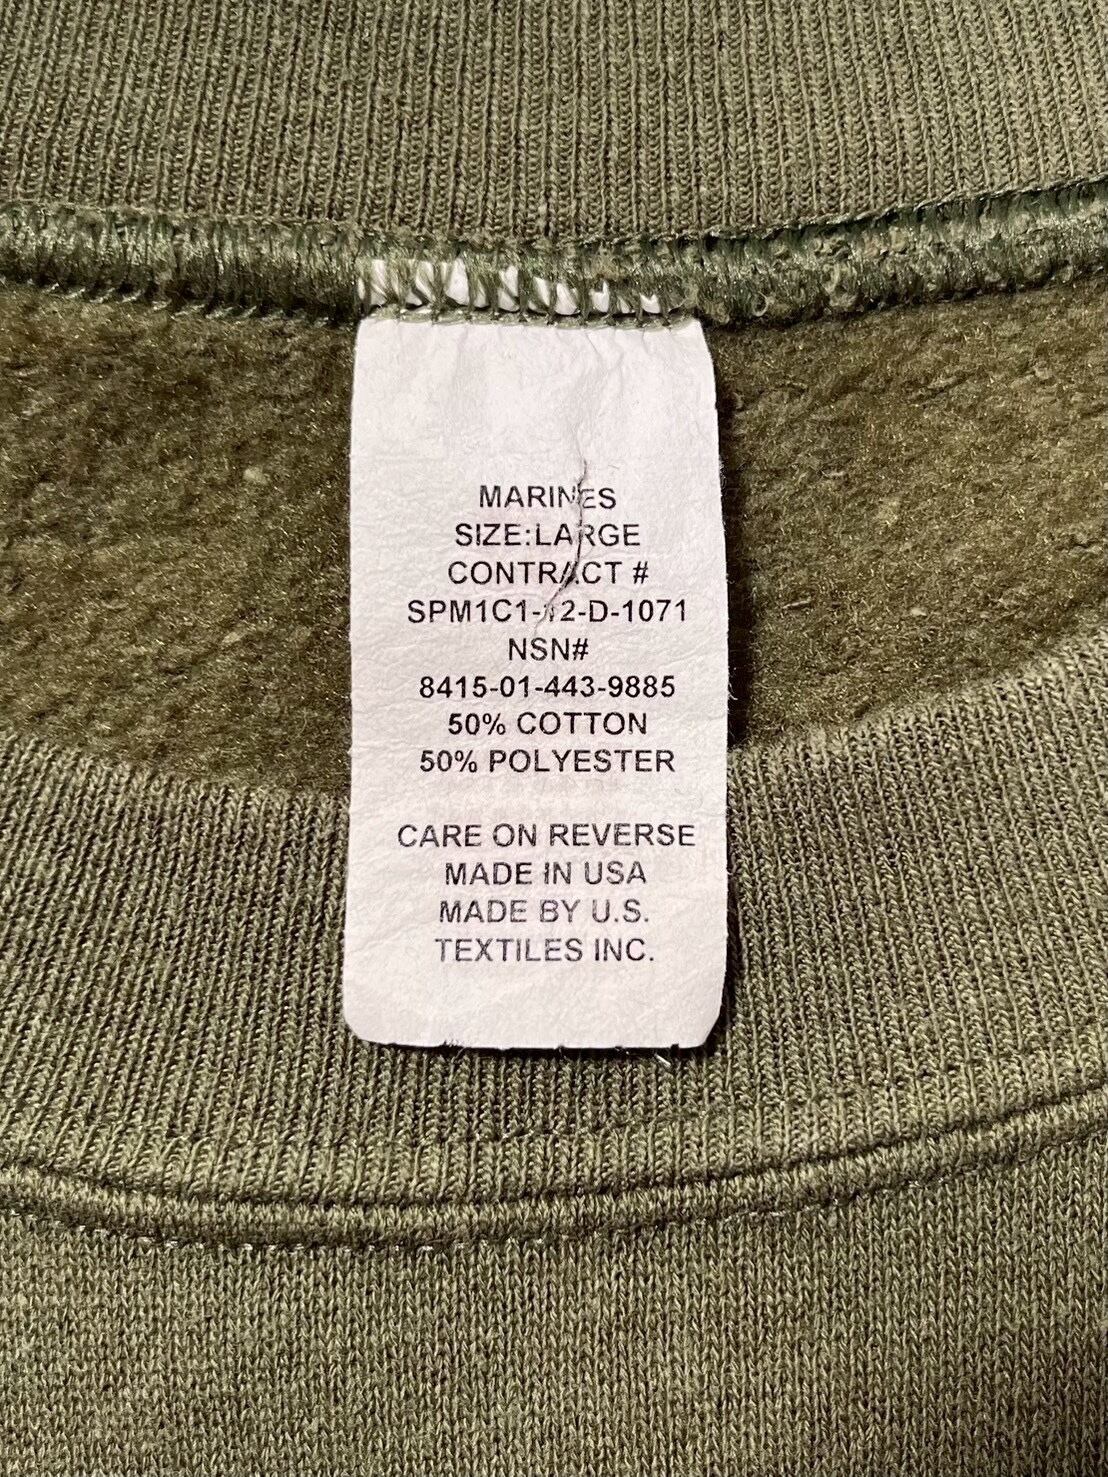 MARINES
SIZE:LARGE
CONTRACT #
SPM1C1-12-D-1071
NSN#
8415-01-443-9885
50% COTTON
50% POLYESTER
CARE ON REVERSE
MADE IN USA
MADE BY U.S.
TEXTILES INC.